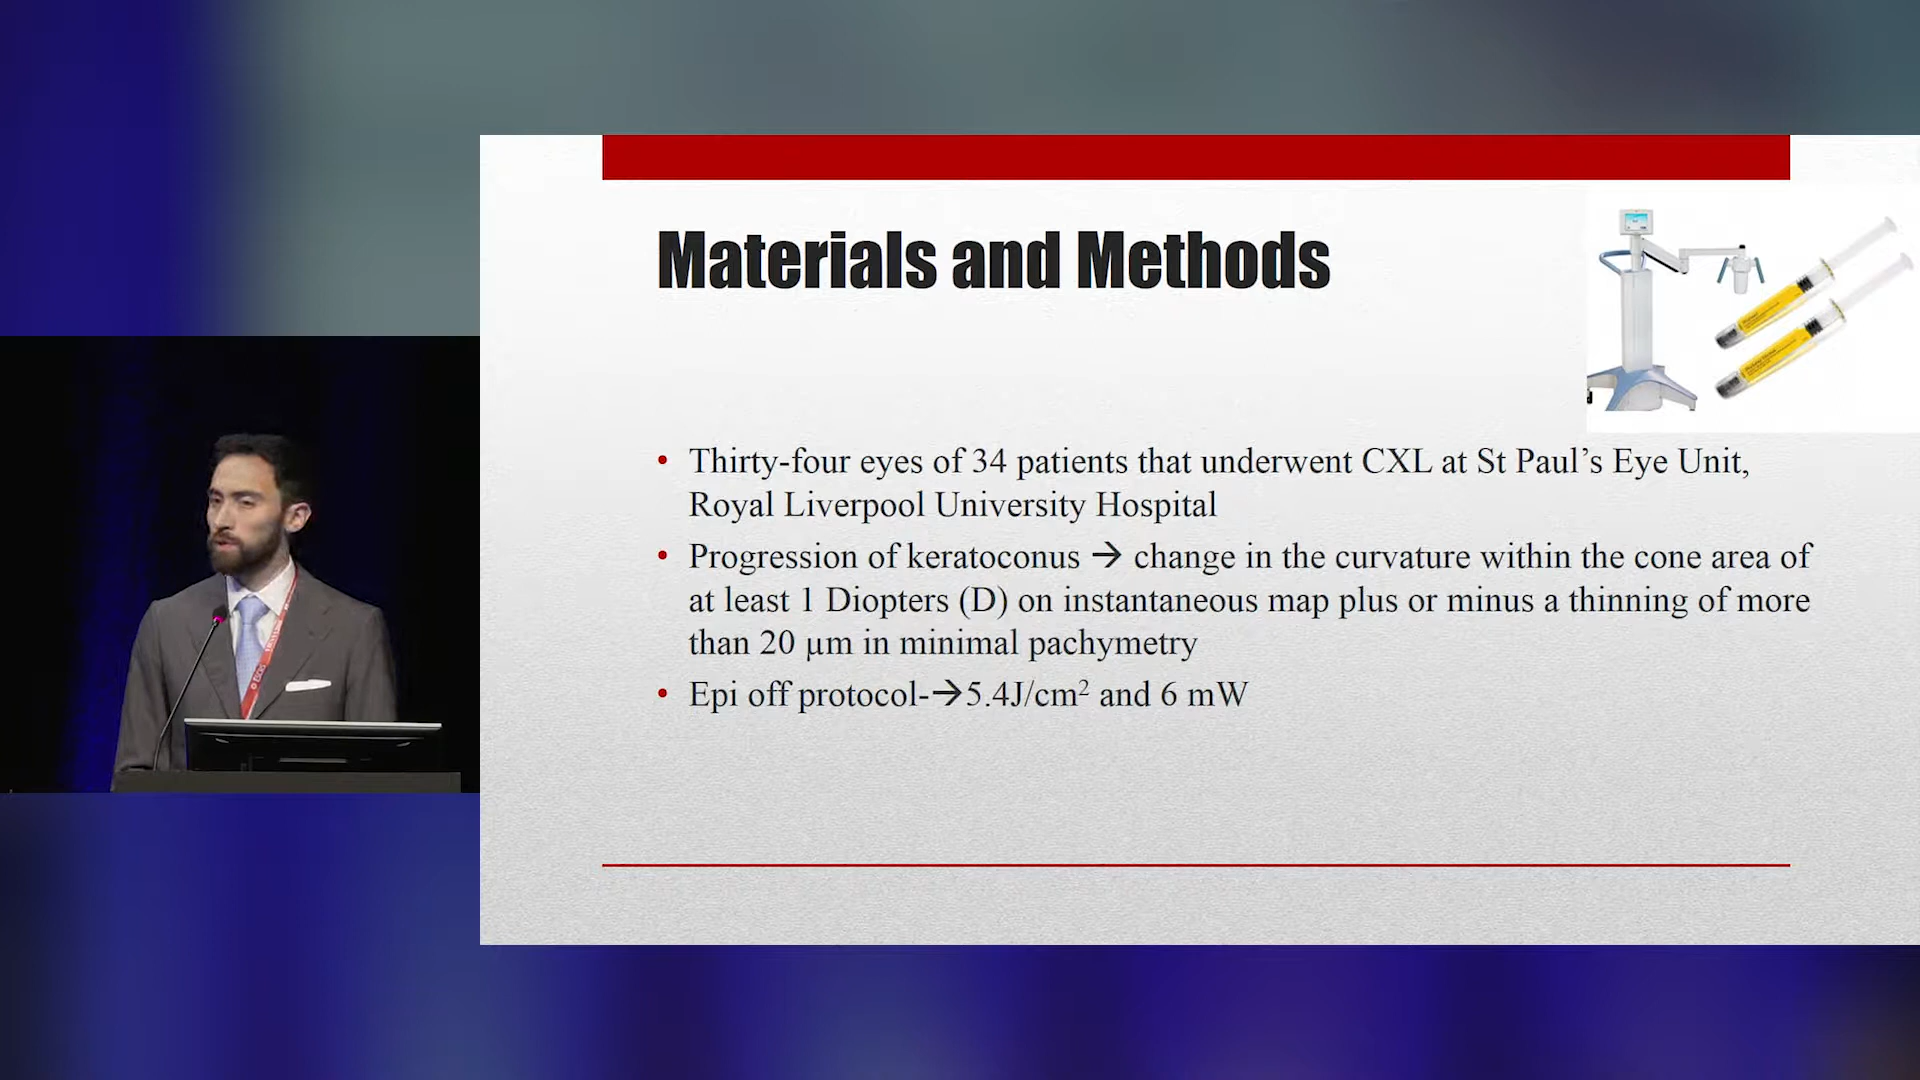 Materials and Methods
• Thirty-four eyes of 34 patients that underwent CXL at St Paul’s Eye Unit,
Royal Liverpool University Hospital
• Progression of keratoconus → change in the curvature within the cone area of
at least 1 Diopters (D) on instantaneous map plus or minus a thinning of more
than 20 µm in minimal pachymetry
• Epi off protocol-→5.4J/cm² and 6 mW